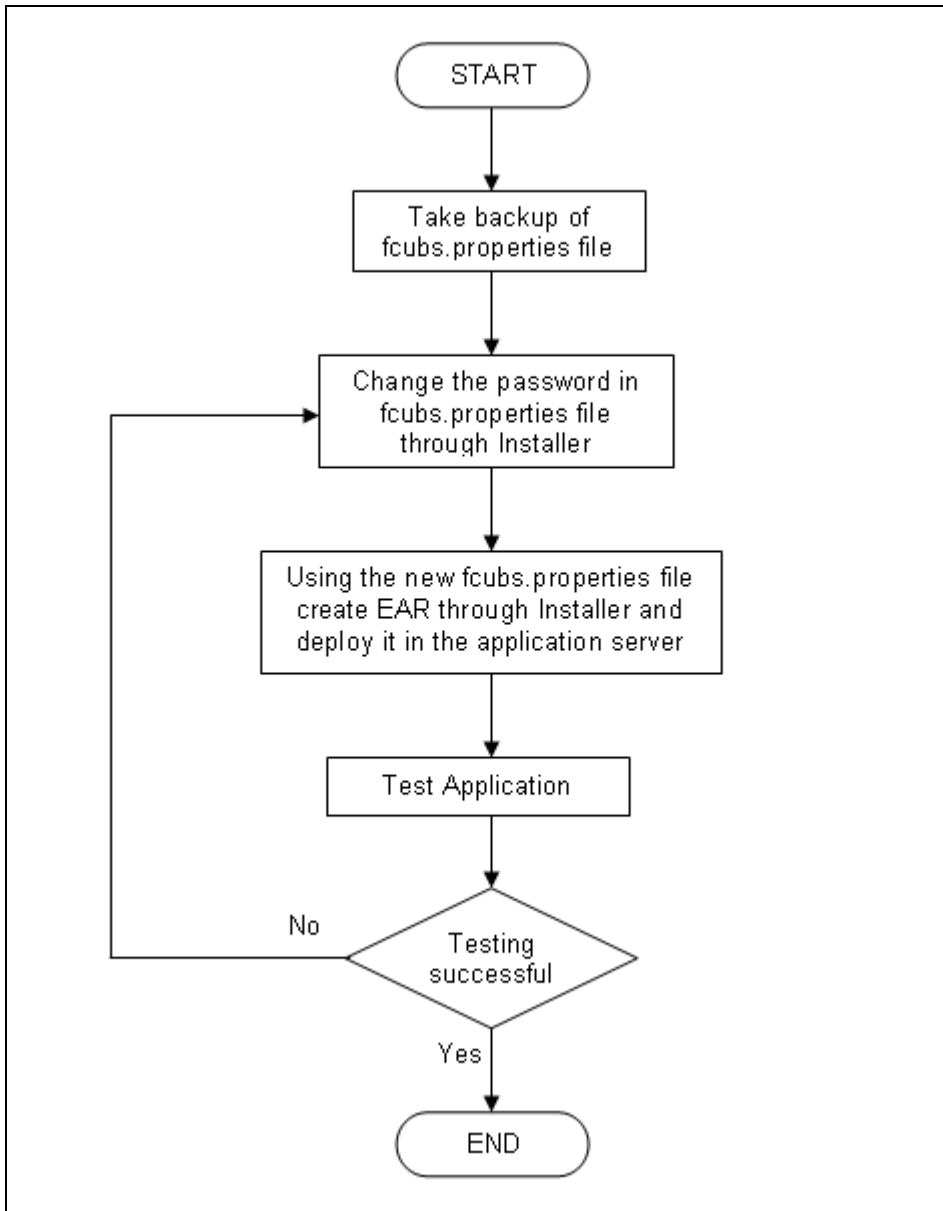 START
Take backup of
fcubs.properties file
Change the password in
fcubs.properties file
through Installer
Using the new fcubs.properties file
create EAR through Installer and
deploy it in the application server
Test Application
No
Testing
successful
Yes
END